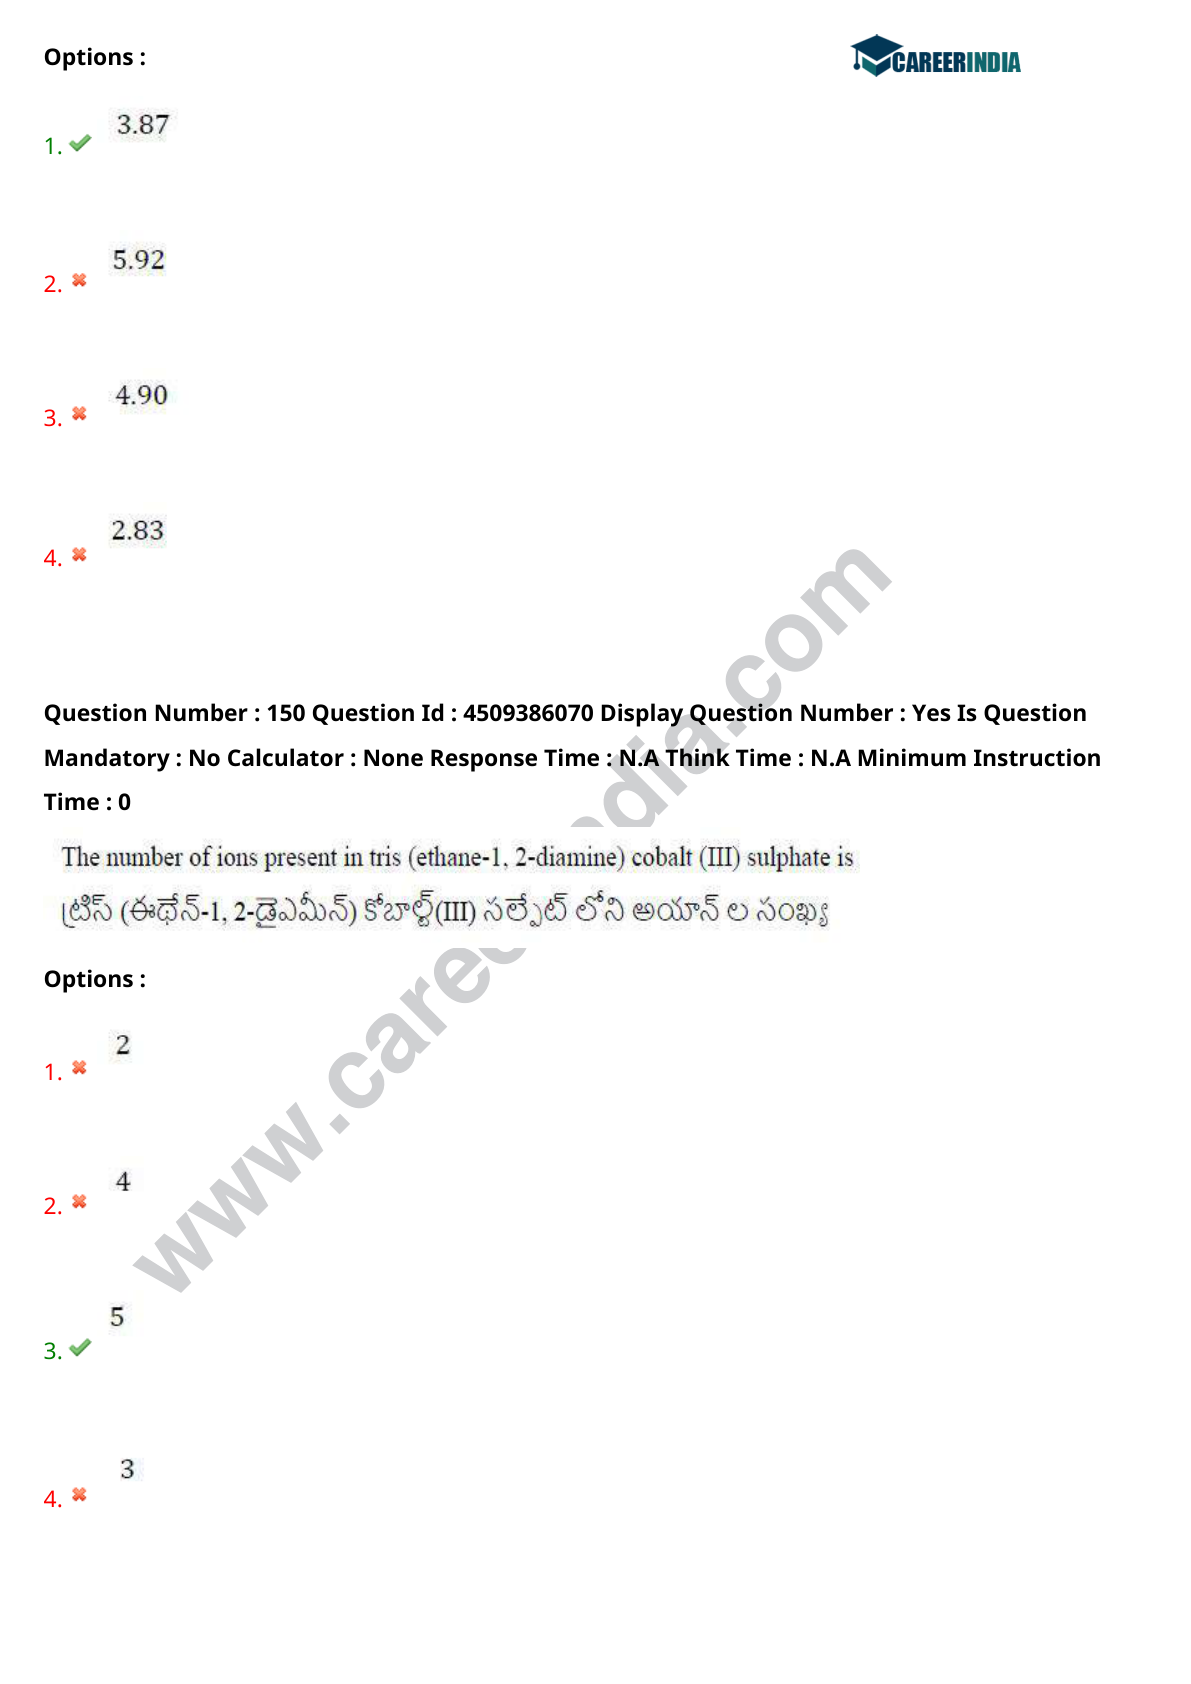 Options :
CAREERINDIA
3.87
1.
5.92
2.
4.90
3.
2.83
4.
Question Number : 150 Question Id : 4509386070 Display Question Number : Yes Is Question
Mandatory : No Calculator : None Response Time : N.A Think Time : N.A Minimum Instruction
Time : 0
The number of ions present in tris (ethane-1, 2-diamine) cobalt (III) sulphate is
ట్రిస్ (ఈథేన్-1, 2-డైఎమీన్) కోబాల్ట్(III) సల్ఫేట్ లోని అయాన్ ల సంఖ్య
Options :
2
1.
4
2.
5
3.
3
4.